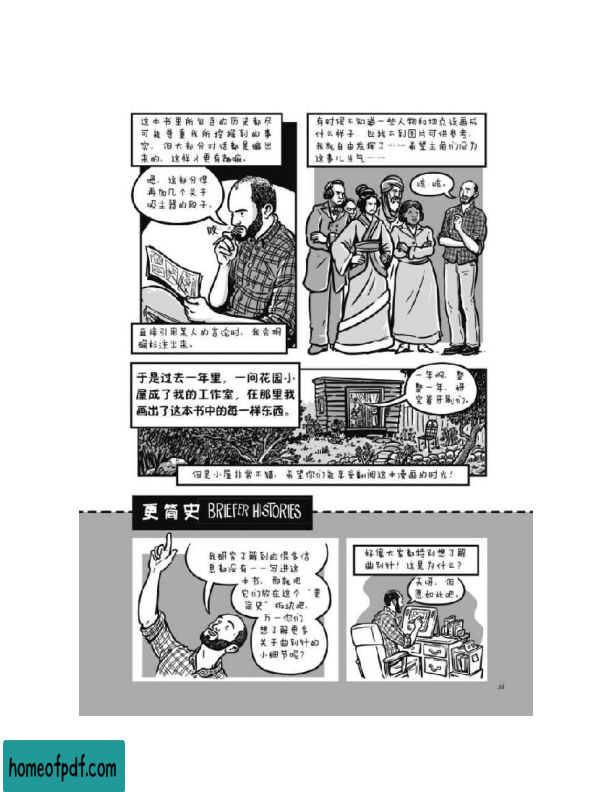 这本书里所包含的历史都尽
可能尊重我所挖掘到的事
实，但大部分对话都是编出
来的，这样才更有趣嘛。
嗯，这部分得
再加几个关于
吸尘器的段子。
咳
直接引用某人的言论时，我会明
确标注出来。
有时候不知道一些人物和地点该画成
什么样子，也找不到图片可供参考，
我就自由发挥了……希望主角们没为
这事儿生气……
咳，咳。
于是过去一年里，一间花园小
屋成了我的工作室，在那里我
画出了这本书中的每一样东西。
一年啊，整
整一年，研
究着牙刷们。
但是小屋非常不错，希望你们能享受翻阅这本漫画的时光！
更简史 BRIEFER HISTORIES
我研究了解到的很多信
息都没有一一写进这
本书，那就把
它们放在这个“更
简史”版块吧，
万一你们
想了解更多
关于曲别针的
小细节呢？
好像大家都特别想了解
曲别针！这是为什么？
天呀，但
愿如此吧。
xi
homeofpdf.com